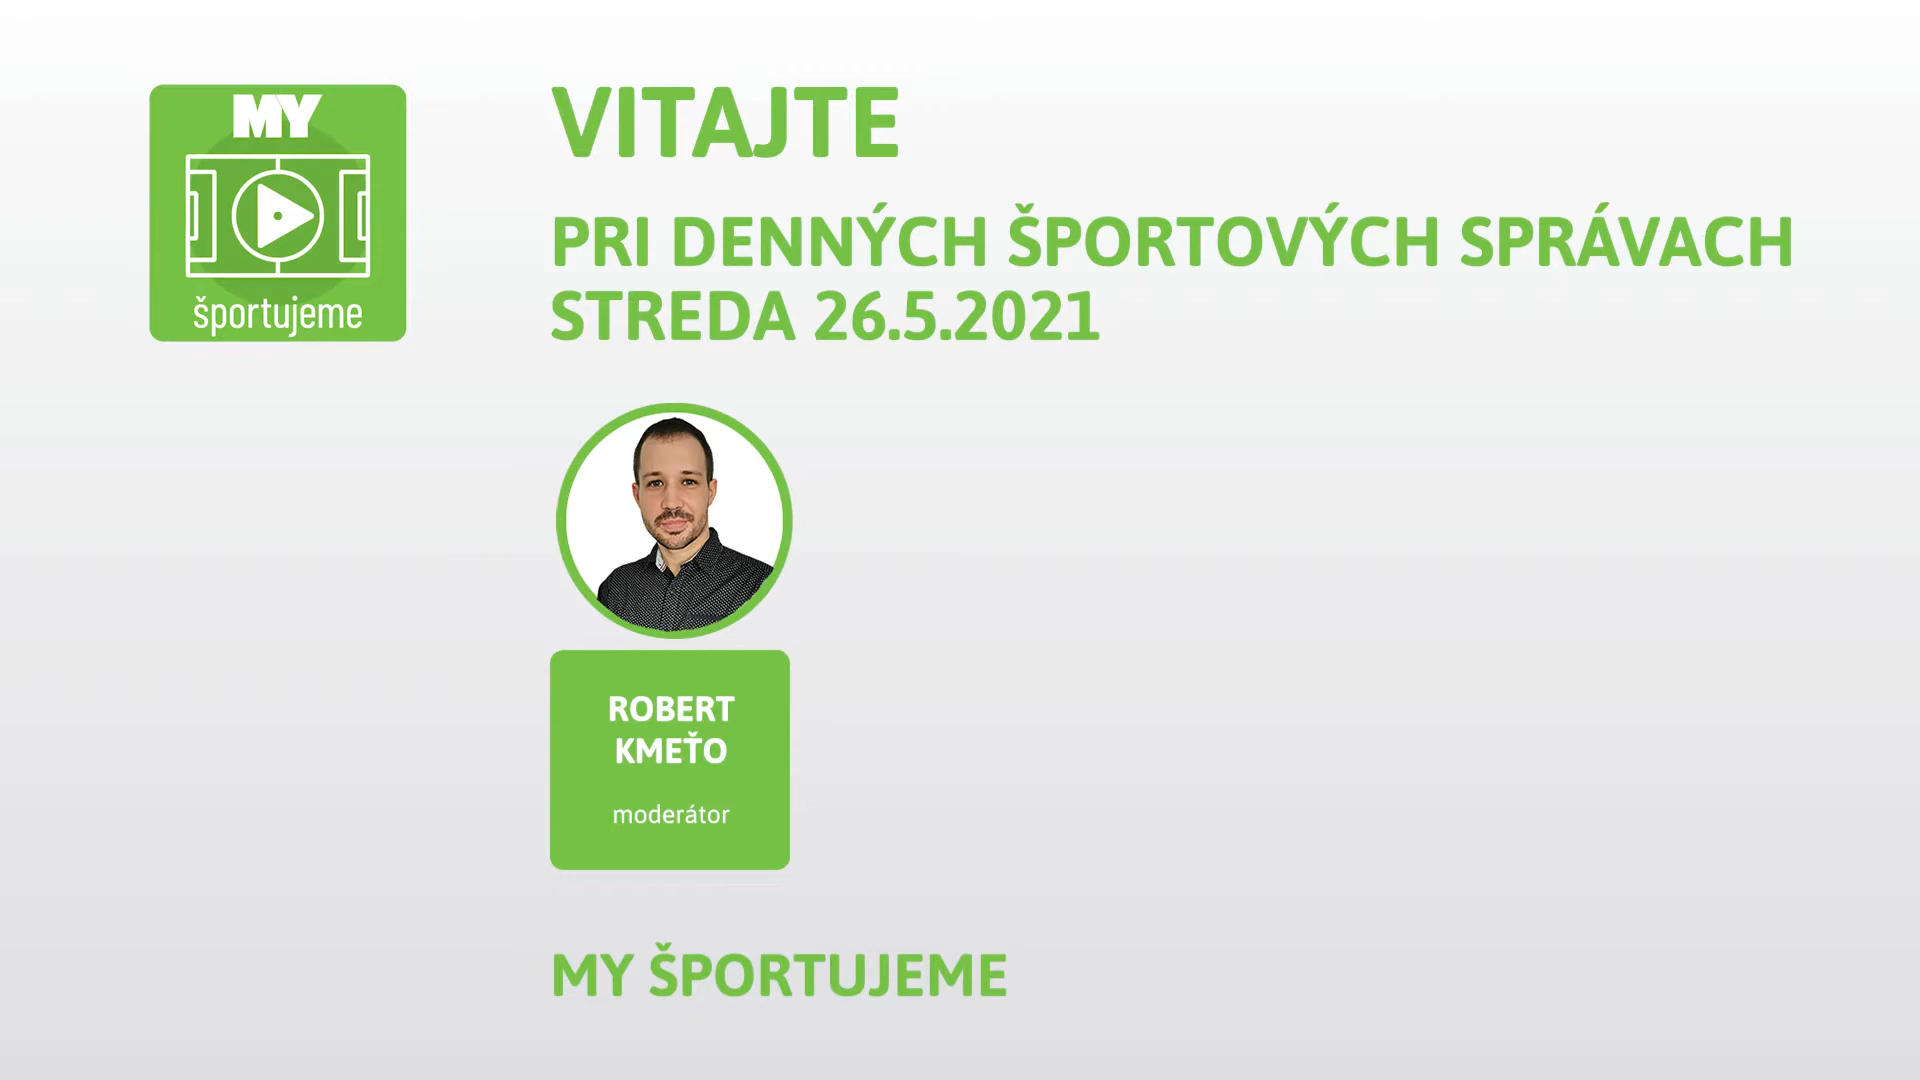 MY
športujeme
VITAJTE
PRI DENNÝCH ŠPORTOVÝCH SPRÁVACH
STREDA 26.5.2021
ROBERT
KMEŤO
moderátor
MY ŠPORTUJEME